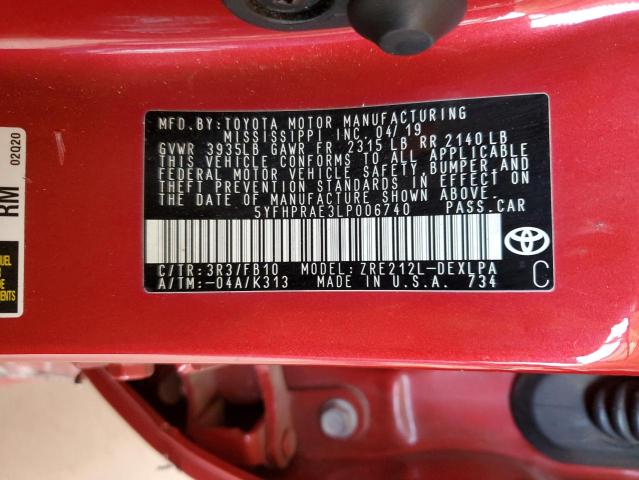 MFD.BY:TOYOTA MOTOR MANUFACTURING
MISSISSIPPI INC.04/19
GVWR 3935LB GAWR FR 2315 LB RR 2140 LB
THIS VEHICLE CONFORMS TO ALL APPLICABLE
FEDERAL MOTOR VEHICLE SAFETY,BUMPER,AND
THEFT PREVENTION STANDARDS IN EFFECT ON
THE DATE OF MANUFACTURE SHOWN ABOVE.
5YFHPRAE3LP006740 PASS.CAR
C/TR:3R3/FB10 MODEL:ZRE212L-DEXLPA
A/TM:-04A/K313 MADE IN U.S.A. 734
C
TOYOTA
02Q20
RM